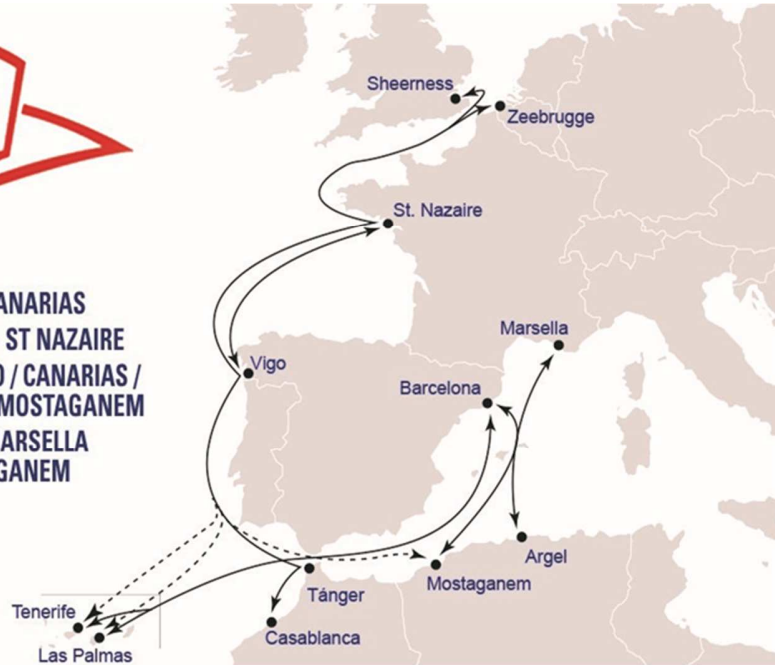 Sheerness
Zeebrugge
St. Nazaire
ANARIAS
ST NAZAIRE
/ CANARIAS /
MOSTAGANEM
ARSELLA
GANEM
Marsella
Vigo
Barcelona
Argel
Mostaganem
Tánger
Tenerife
Casablanca
Las Palmas